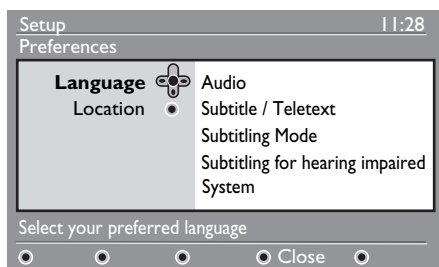 Setup 11:28
Preferences
Language Audio
Location Subtitle / Teletext
Subtitling Mode
Subtitling for hearing impaired
System
Select your preferred language
Close